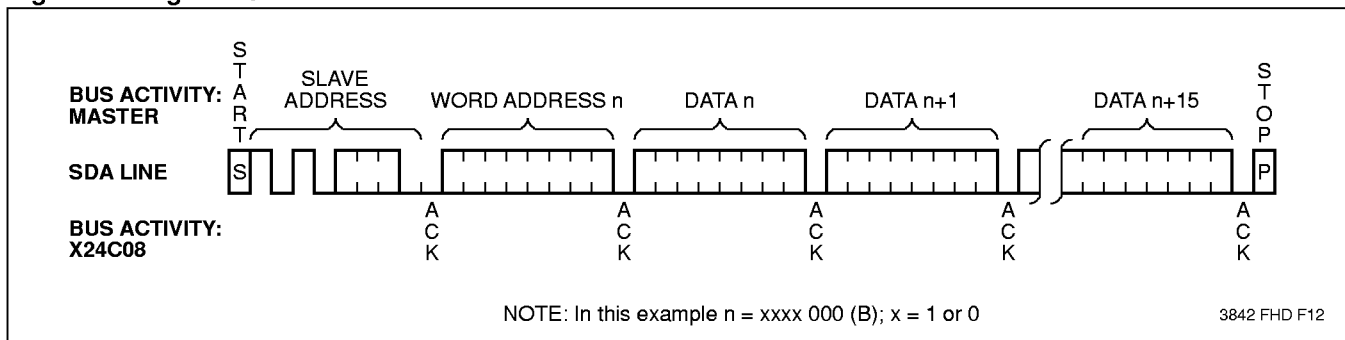 S
T
A
R
T
BUS ACTIVITY:
MASTER
SLAVE
ADDRESS
WORD ADDRESS n
DATA n
DATA n+1
DATA n+15
S
T
O
P
SDA LINE
S
P
BUS ACTIVITY:
X24C08
A
C
K
A
C
K
A
C
K
A
C
K
A
C
K
NOTE: In this example n = xxxx 000 (B); x = 1 or 0
3842 FHD F12